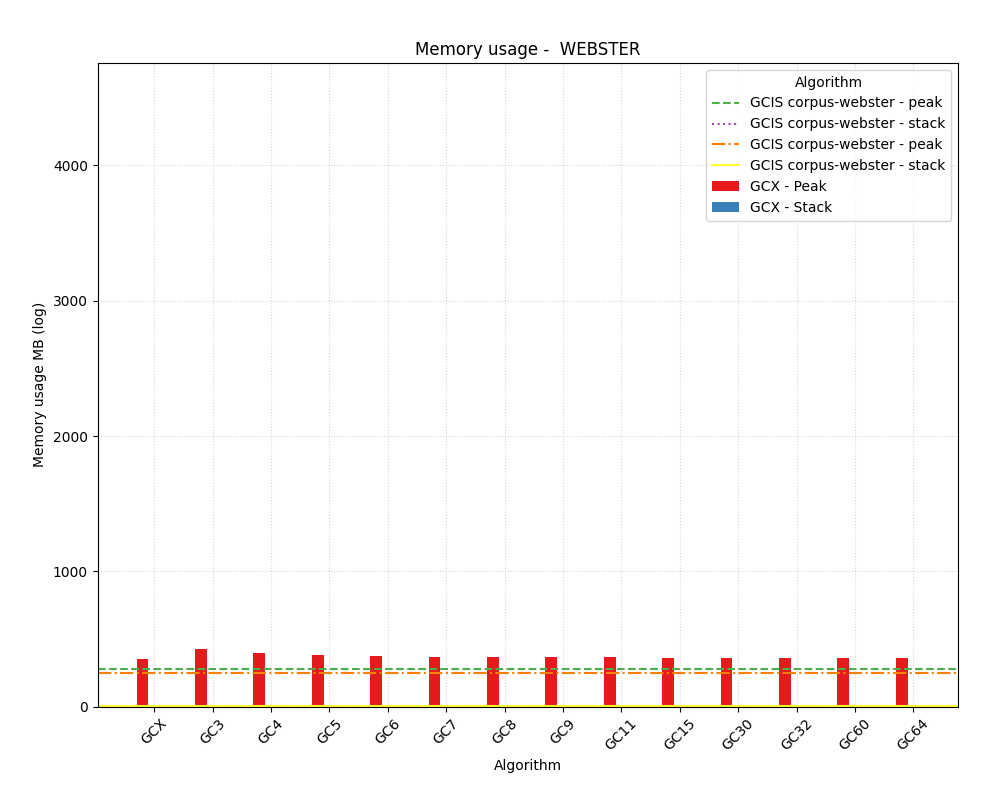 Memory usage -  WEBSTER
Algorithm
GCIS corpus-webster - peak
GCIS corpus-webster - stack
GCIS corpus-webster - peak
GCIS corpus-webster - stack
GCX - Peak
GCX - Stack
Memory usage MB (log)
4000
3000
2000
1000
0
GCX
GC3
GC4
GC5
GC6
GC7
GC8
GC9
GC11
GC15
GC30
GC32
GC60
GC64
Algorithm